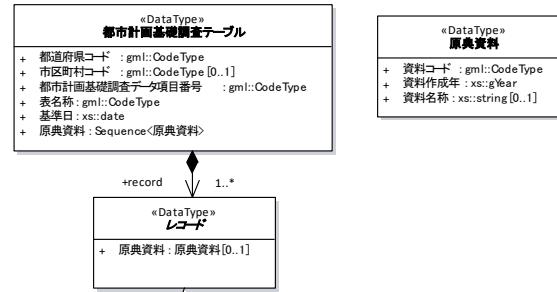 «DataType»
都市計画基礎調査テーブル
+ 都道府県コード : gml::CodeType
+ 市区町村コード : gml::CodeType [0..1]
+ 都市計画基礎調査データ項目番号 : gml::CodeType
+ 表名称 : gml::CodeType
+ 基準日 : xs::date
+ 原典資料 : Sequence<原典資料>
«DataType»
原典資料
+ 資料コード : gml::CodeType
+ 資料作成年 : xs::gYear
+ 資料名称 : xs::string [0..1]
+record 1..*
«DataType»
レコード
+ 原典資料 : 原典資料 [0..1]